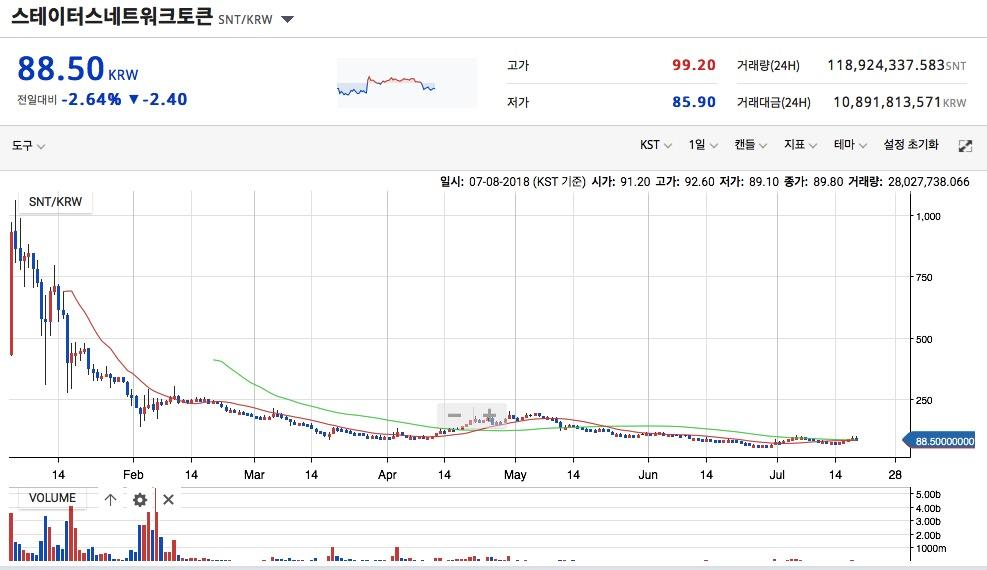 스테이터스네트워크토큰 SNT/KRW
88.50 KRW
전일대비 -2.64% ▼-2.40
고가 99.20
저가 85.90
거래량(24H) 118,924,337.583 SNT
거래대금(24H) 10,891,813,571 KRW
도구 KST 1일 캔들 지표 테마 설정 초기화
일시: 07-08-2018 (KST 기준) 시가: 91.20 고가: 92.60 저가: 89.10 종가: 89.80 거래량: 28,027,738.066
SNT/KRW
1,000
750
500
250
88.50000000
14 Feb 14 Mar 14 Apr 14 May 14 Jun 14 Jul 14 28
VOLUME
5.00b
4.00b
3.00b
2.00b
1000m